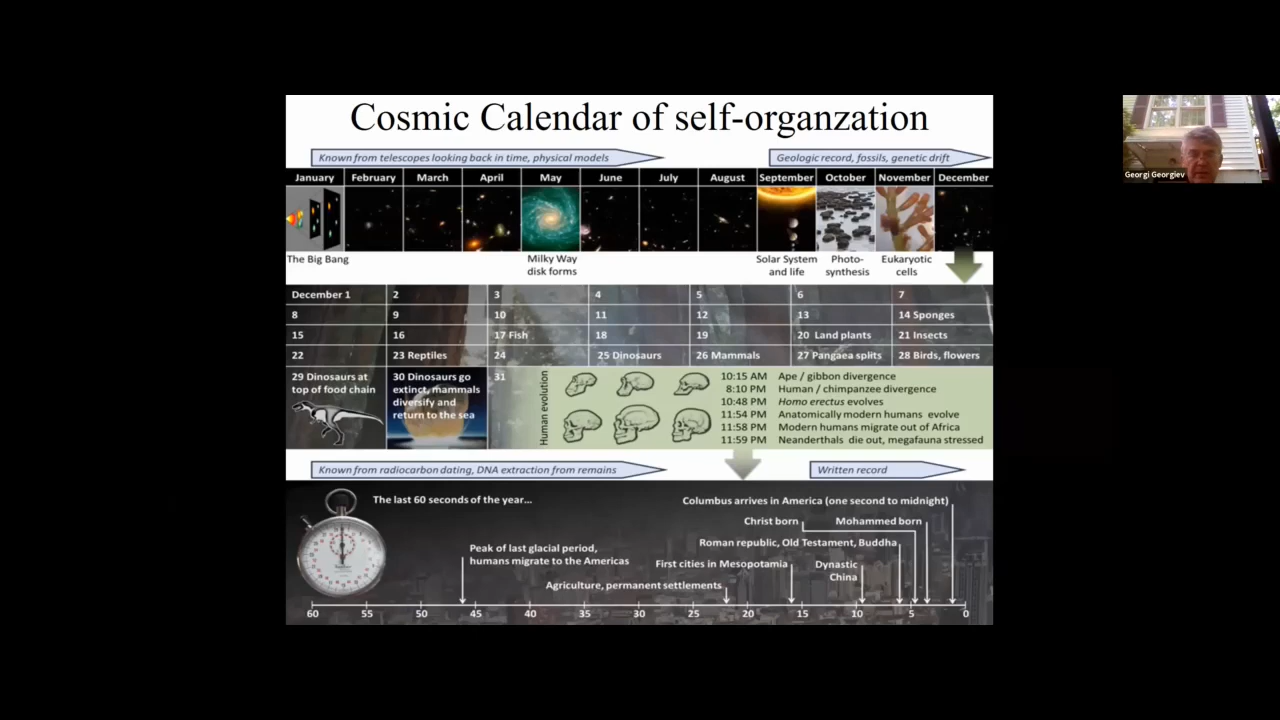 Cosmic Calendar of self-organzation
Known from telescopes looking back in time, physical models
Geologic record, fossils, genetic drift
January February March April May June July August September October November December
The Big Bang
Milky Way
disk forms
Solar System
and life
Photo-
synthesis
Eukaryotic
cells
December 1 2 3 4 5 6 7
8 9 10 11 12 13 14 Sponges
15 16 17 Fish 18 19 20 Land plants 21 Insects
22 23 Reptiles 24 25 Dinosaurs 26 Mammals 27 Pangaea splits 28 Birds, flowers
29 Dinosaurs at
top of food chain
30 Dinosaurs go
extinct, mammals
diversify and
return to the sea
31
Human evolution
10:15 AM Ape / gibbon divergence
8:10 PM Human / chimpanzee divergence
10:48 PM Homo erectus evolves
11:54 PM Anatomically modern humans evolve
11:58 PM Modern humans migrate out of Africa
11:59 PM Neanderthals die out, megafauna stressed
Known from radiocarbon dating, DNA extraction from remains
Written record
The last 60 seconds of the year...
Columbus arrives in America (one second to midnight)
Christ born
Mohammed born
Roman republic, Old Testament, Buddha
Peak of last glacial period,
humans migrate to the Americas
First cities in Mesopotamia
Dynastic
China
Agriculture, permanent settlements
60 55 50 45 40 35 30 25 20 15 10 5 0
Georgi Georgiev